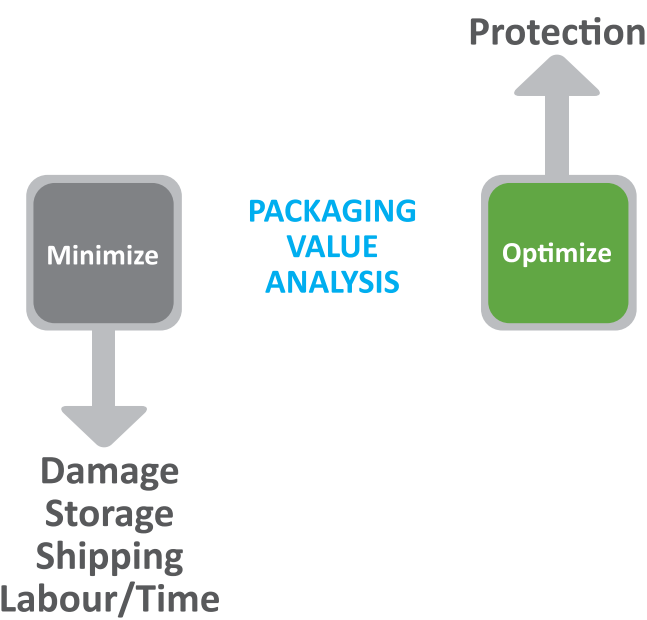 Protection
Minimize
PACKAGING
VALUE
ANALYSIS
Optimize
Damage
Storage
Shipping
Labour/Time